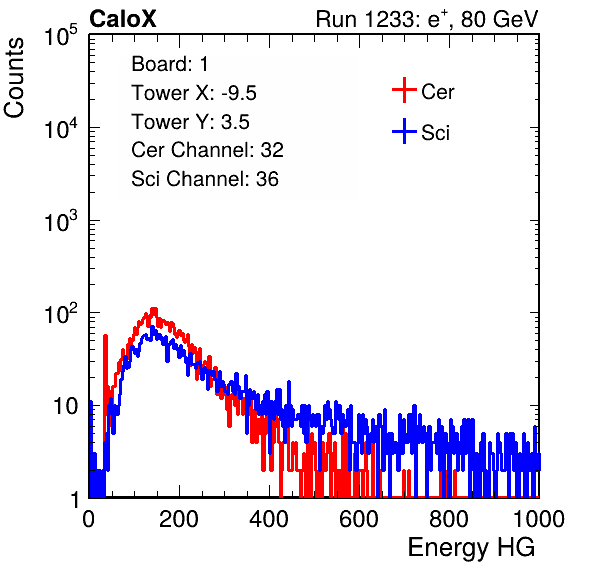 CaloX Run 1233: e⁺, 80 GeV
Counts
Board: 1
Tower X: -9.5
Tower Y: 3.5
Cer Channel: 32
Sci Channel: 36
Cer
Sci
10⁵
10⁴
10³
10²
10
1
0 200 400 600 800 1000
Energy HG